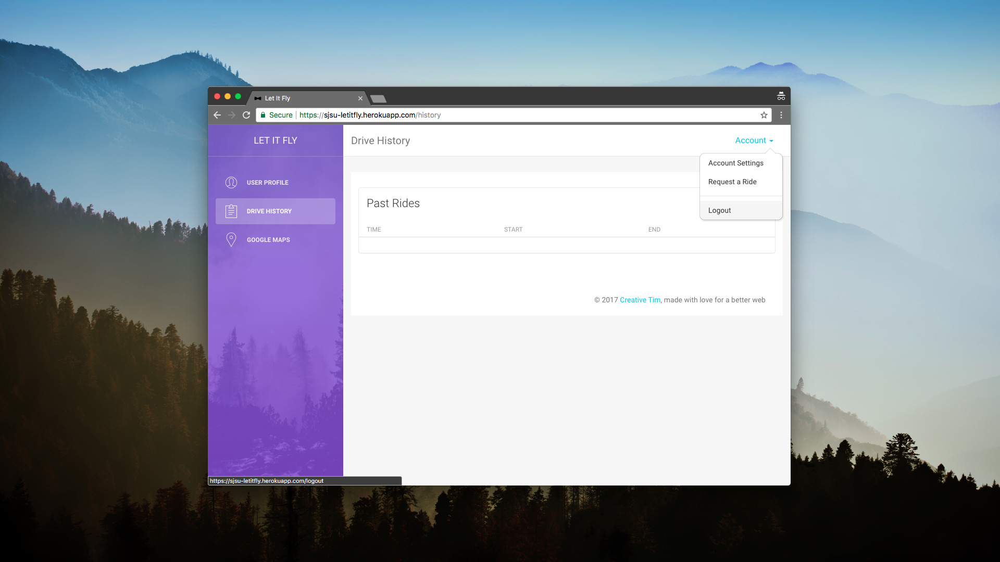 Let It Fly
Secure
https://sjsu-letitfly.herokuapp.com/history
LET IT FLY
Drive History
Account
Account Settings
Request a Ride
Logout
USER PROFILE
DRIVE HISTORY
GOOGLE MAPS
Past Rides
TIME START END
© 2017 Creative Tim, made with love for a better web
https://sjsu-letitfly.herokuapp.com/logout